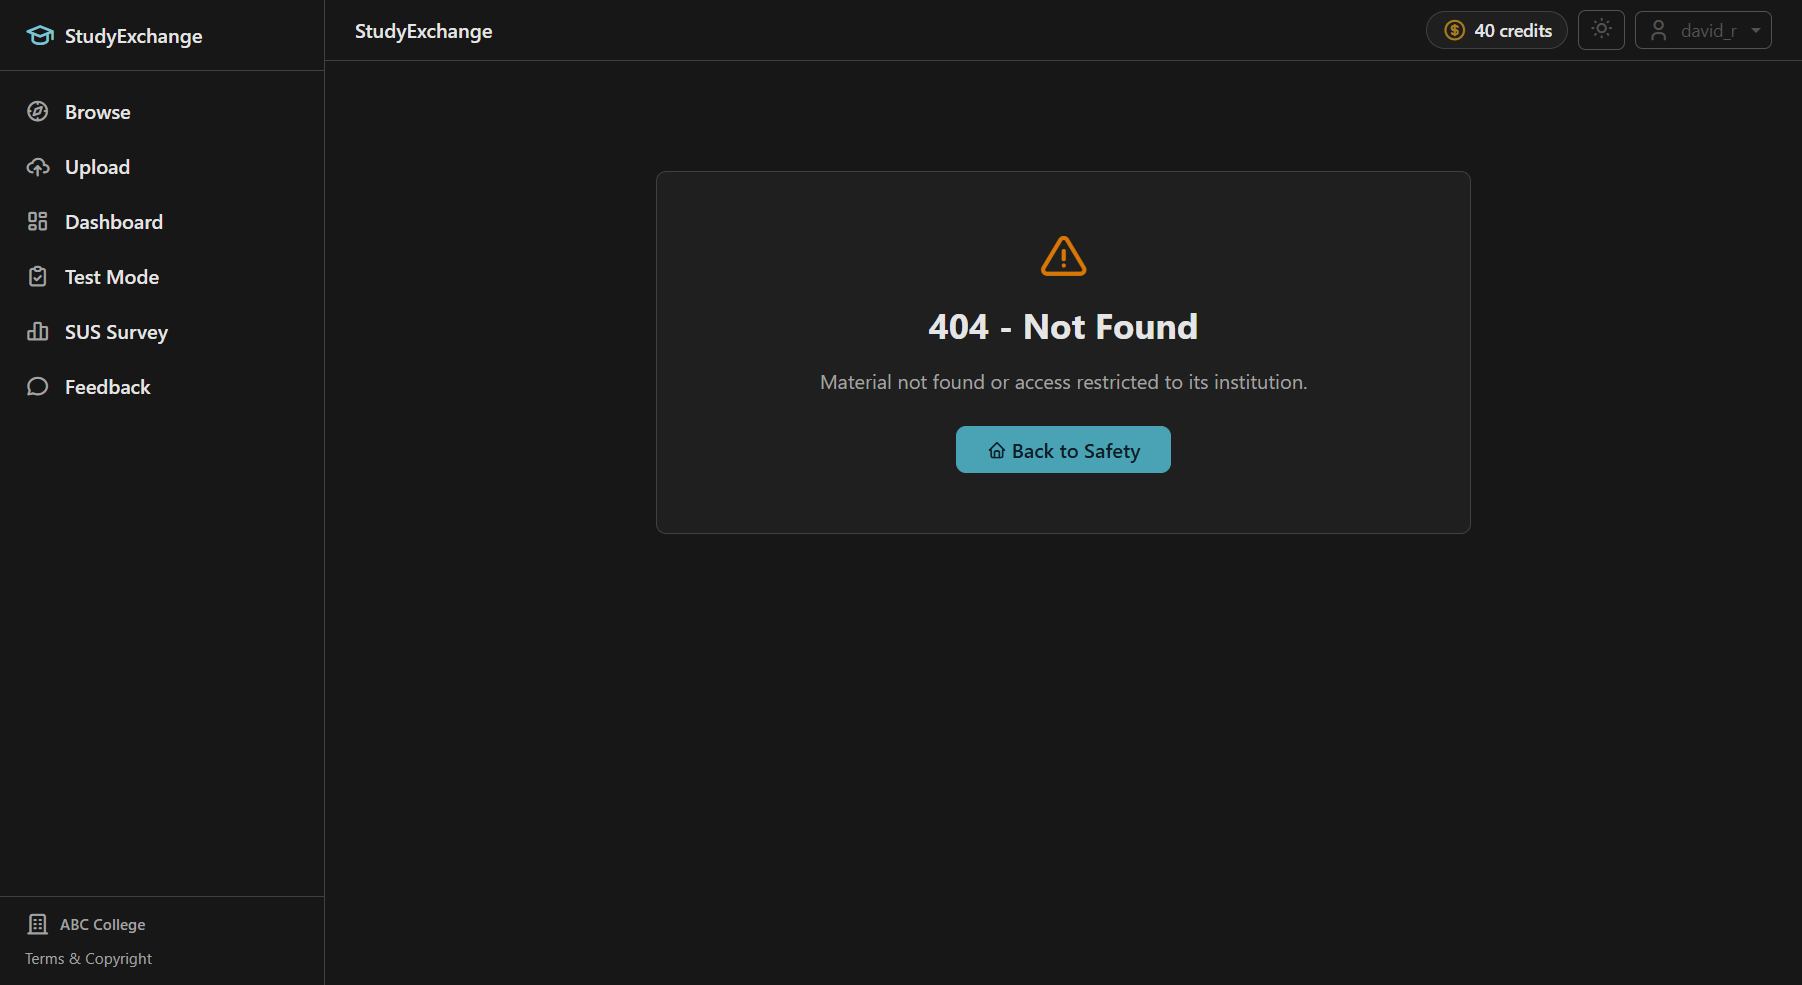 StudyExchange
Browse
Upload
Dashboard
Test Mode
SUS Survey
Feedback
ABC College
Terms & Copyright
StudyExchange
40 credits
david_r
404 - Not Found
Material not found or access restricted to its institution.
Back to Safety